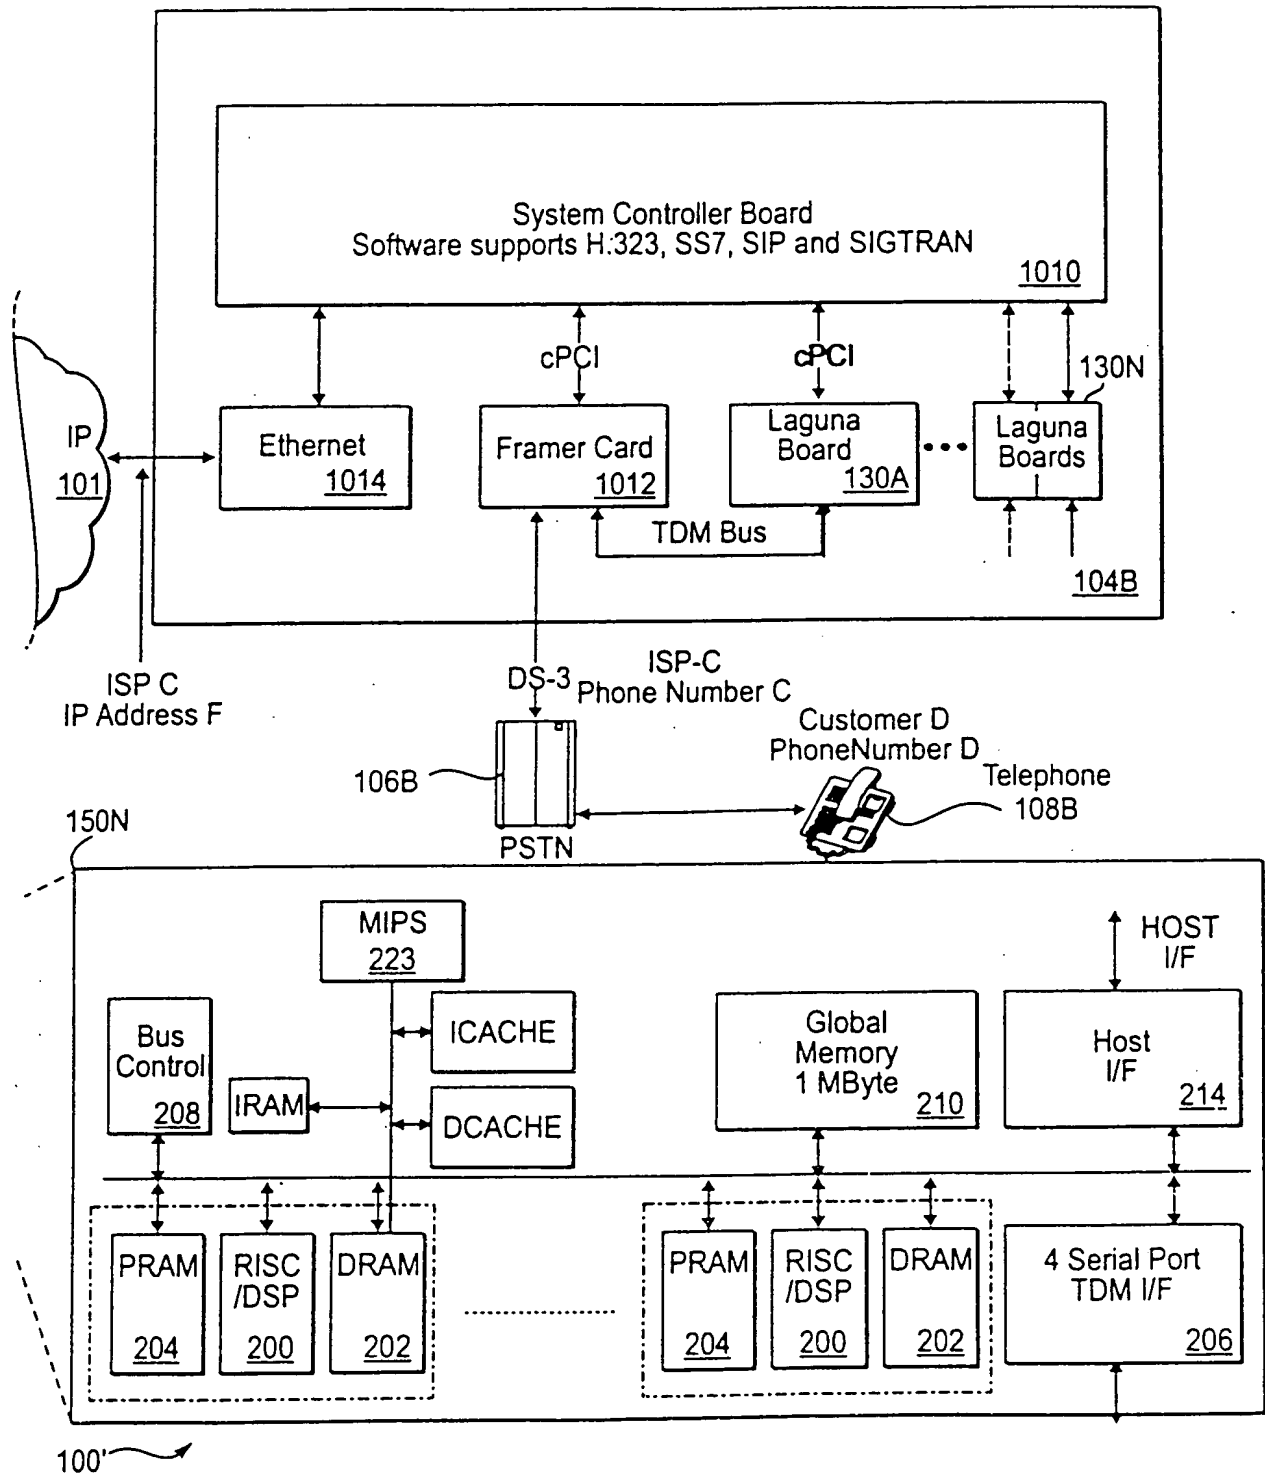 System Controller Board
Software supports H:323, SS7, SIP and SIGTRAN
1010
cPCI
cPCI
130N
IP
101
Ethernet
1014
Framer Card
1012
Laguna
Board
130A
Laguna
Boards
TDM Bus
104B
ISP C
IP Address F
DS-3
ISP-C
Phone Number C
106B
PSTN
Customer D
PhoneNumber D
Telephone
108B
150N
MIPS
223
HOST
I/F
Bus
Control
208
IRAM
ICACHE
DCACHE
Global
Memory
1 MByte
210
Host
I/F
214
PRAM
204
RISC
/DSP
200
DRAM
202
PRAM
204
RISC
/DSP
200
DRAM
202
4 Serial Port
TDM I/F
206
100'